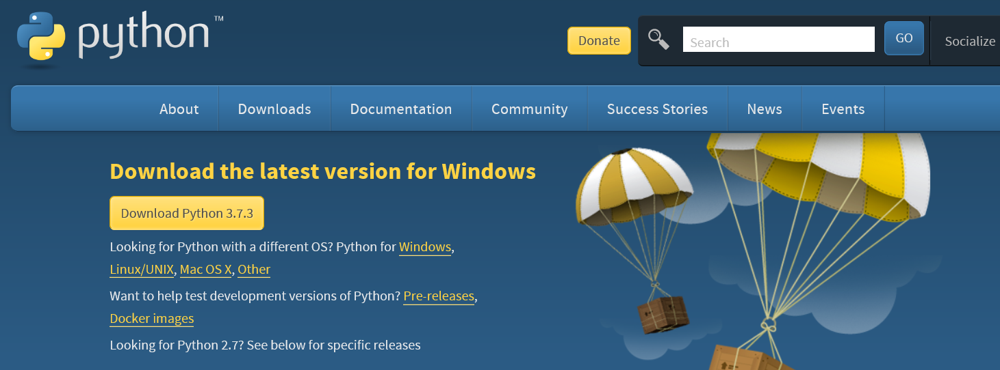 python™
Donate
Search
GO
Socialize
About
Downloads
Documentation
Community
Success Stories
News
Events
Download the latest version for Windows
Download Python 3.7.3
Looking for Python with a different OS? Python for Windows,
Linux/UNIX, Mac OS X, Other
Want to help test development versions of Python? Pre-releases,
Docker images
Looking for Python 2.7? See below for specific releases